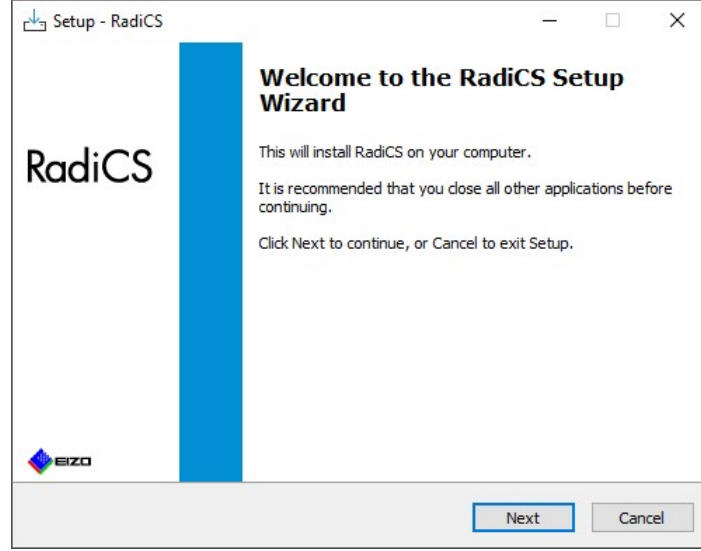 Setup - RadiCS
Welcome to the RadiCS Setup
Wizard
RadiCS
This will install RadiCS on your computer.
It is recommended that you close all other applications before
continuing.
Click Next to continue, or Cancel to exit Setup.
EIZO
Next
Cancel